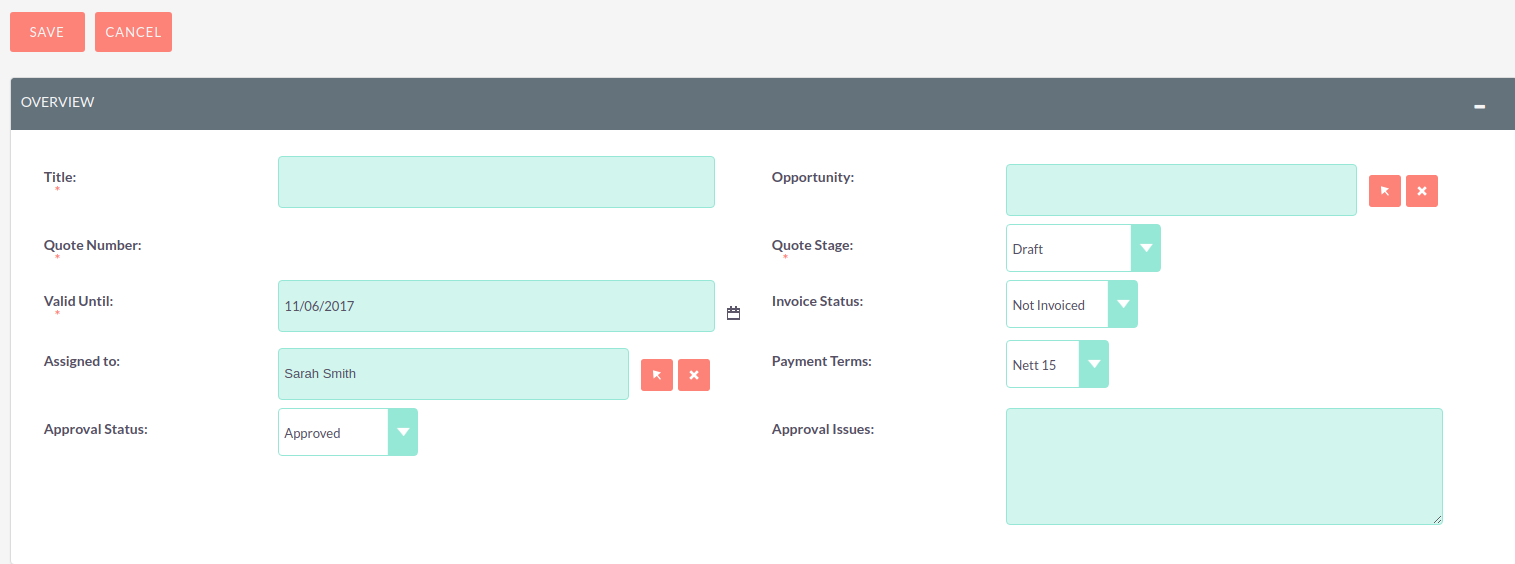 SAVE CANCEL
OVERVIEW
Title:
*
Opportunity:
Quote Number:
*
Quote Stage:
*
Draft
Valid Until:
*
11/06/2017
Invoice Status:
Not Invoiced
Assigned to:
Sarah Smith
Payment Terms:
Nett 15
Approval Status:
Approved
Approval Issues: